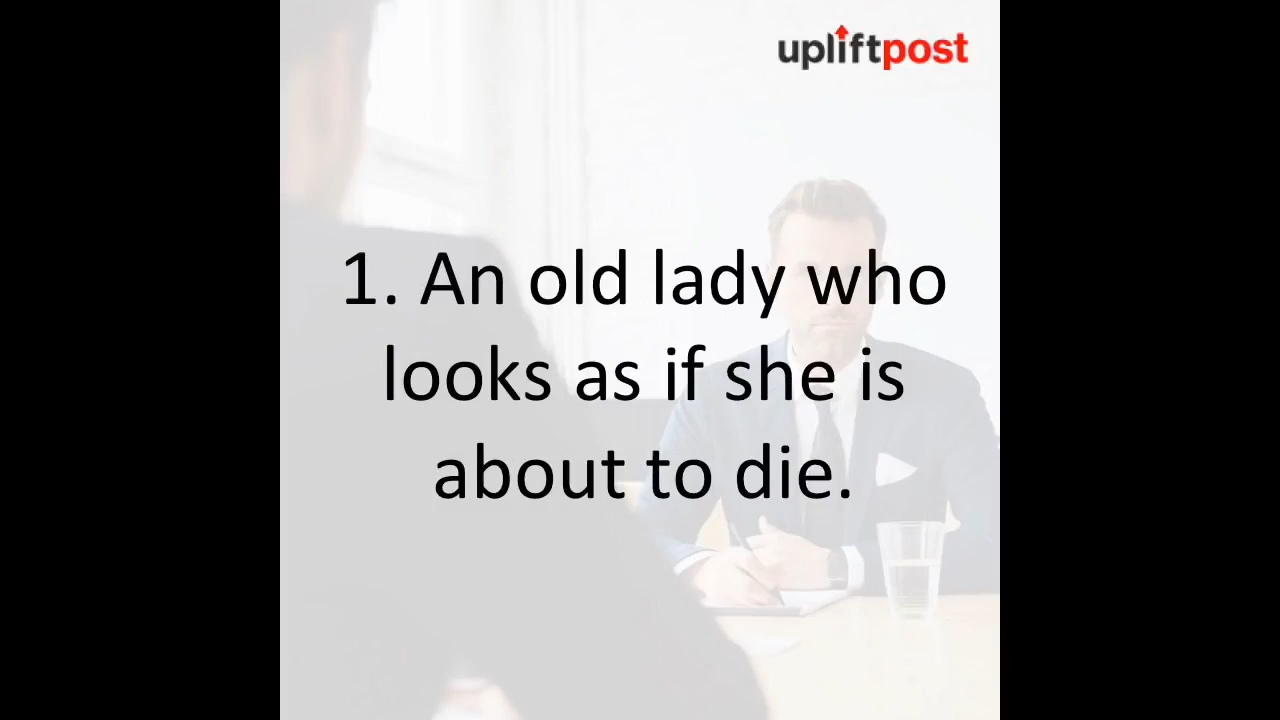 upliftpost
1. An old lady who
looks as if she is
about to die.